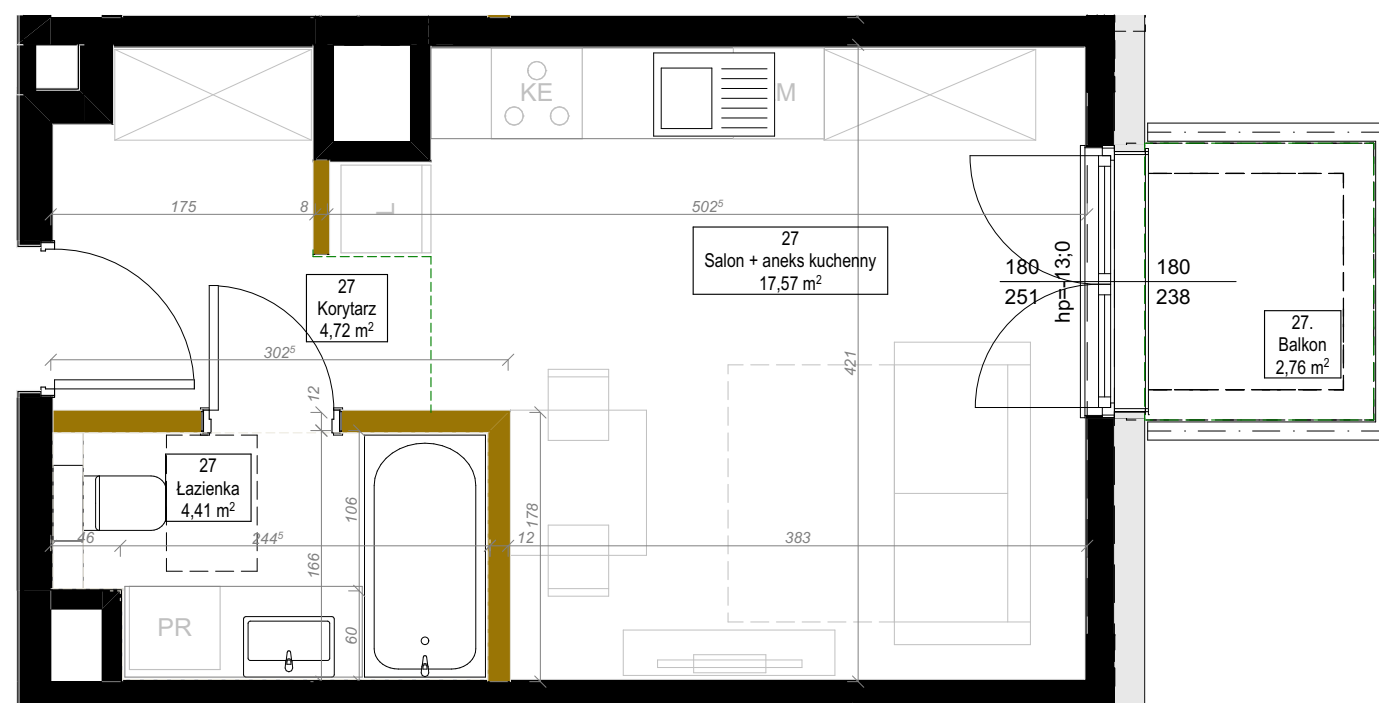 KE
M
175
8
502⁵
L
27
Salon + aneks kuchenny
17,57 m²
180
251
hp=-13,0
180
238
27
Korytarz
4,72 m²
27.
Balkon
2,76 m²
302⁵
421
12
27
Łazienka
4,41 m²
106
178
46
244⁵
12
383
166
PR
60